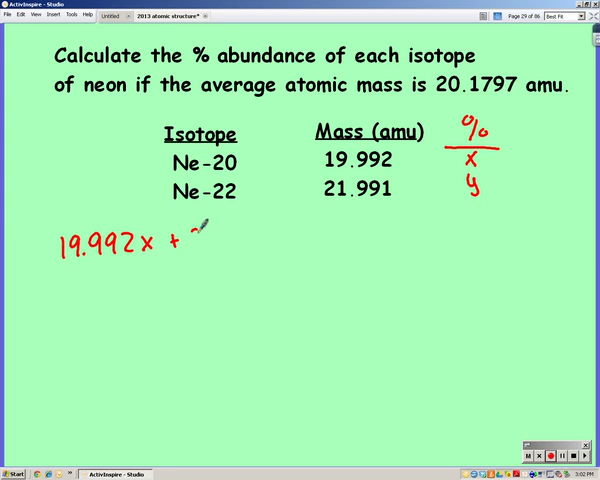 ActivInspire - Studio
File Edit View Insert Tools Help
Untitled
2013 atomic structure*
Page 29 of 86
Best Fit
Calculate the % abundance of each isotope
of neon if the average atomic mass is 20.1797 amu.
Isotope Mass (amu) %
Ne-20 19.992 x
Ne-22 21.991 y
19.992x +
Start
ActivInspire - Studio
3:02 PM